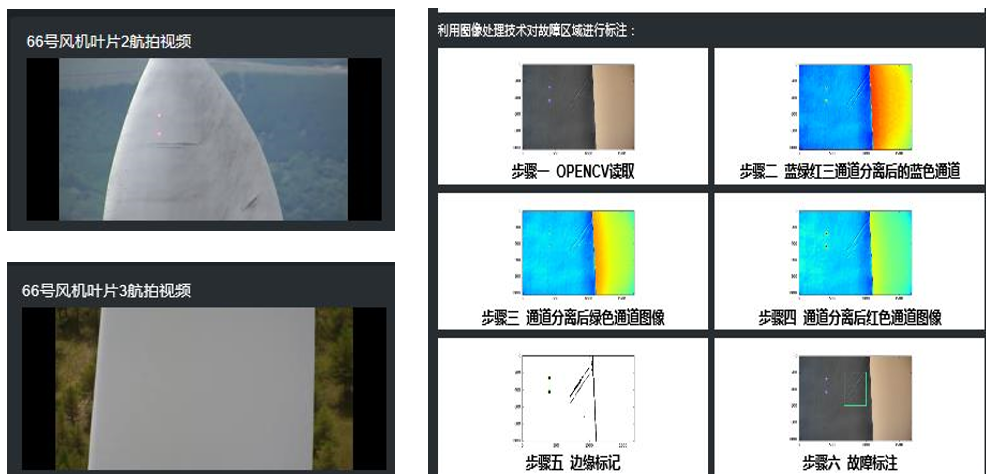 66号风机叶片2航拍视频
66号风机叶片3航拍视频
利用图像处理技术对故障区域进行标注：
步骤一 OPENCV读取
步骤二 蓝绿红三通道分离后的蓝色通道
步骤三 通道分离后绿色通道图像
步骤四 通道分离后红色通道图像
步骤五 边缘标记
步骤六 故障标注